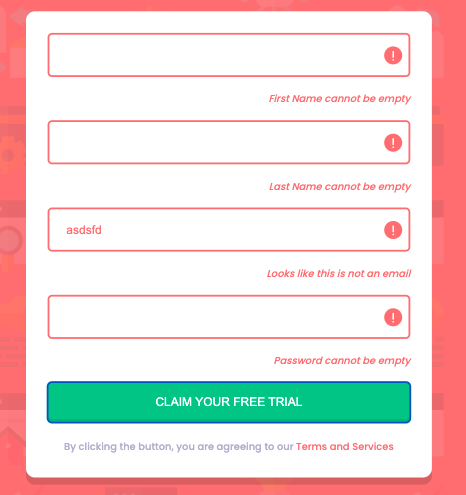 First Name cannot be empty
Last Name cannot be empty
asdsfd
Looks like this is not an email
Password cannot be empty
CLAIM YOUR FREE TRIAL
By clicking the button, you are agreeing to our Terms and Services